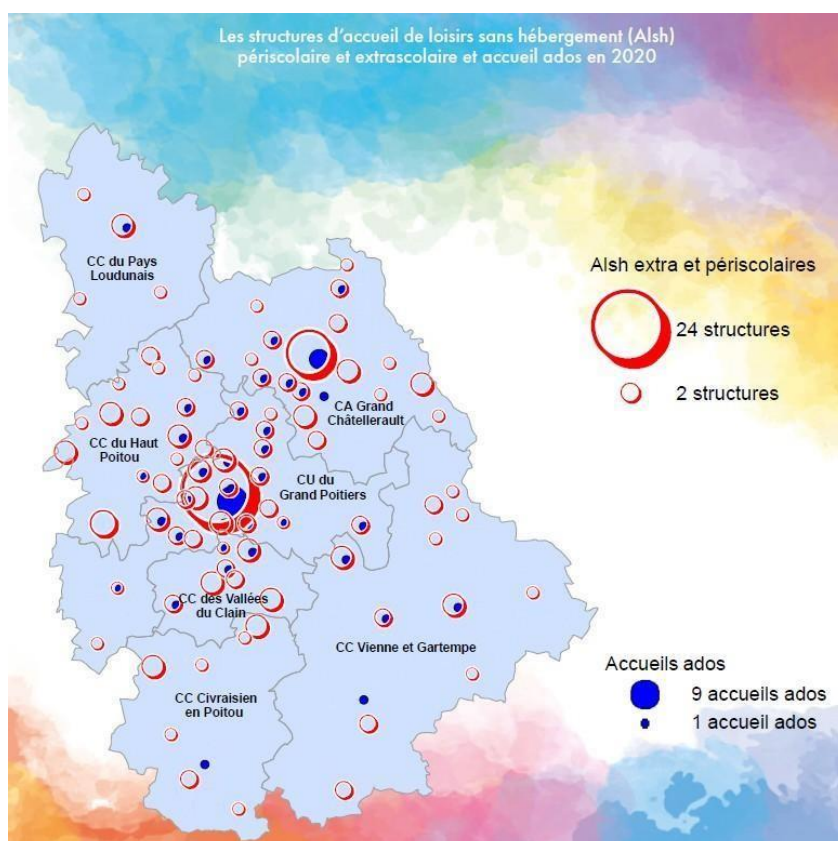 Les structures d'accueil de loisirs sans hébergement (Alsh)
périscolaire et extrascolaire et accueil ados en 2020
CC du Pays
Loudunais
Alsh extra et périscolaires
24 structures
2 structures
CA Grand
Châtellerault
CC du Haut
Poitou
CU du
Grand Poitiers
CC des Vallées
du Clain
CC Vienne et Gartempe
CC Civraisien
en Poitou
Accueils ados
9 accueils ados
1 accueil ados